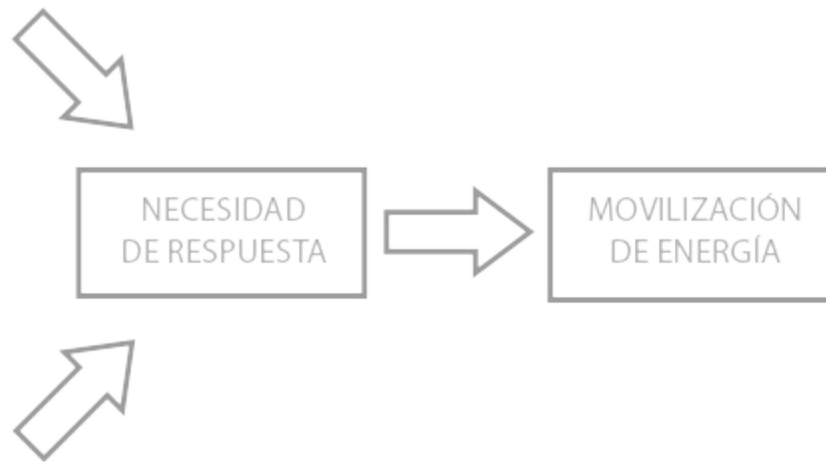 NECESIDAD
DE RESPUESTA
MOVILIZACIÓN
DE ENERGÍA